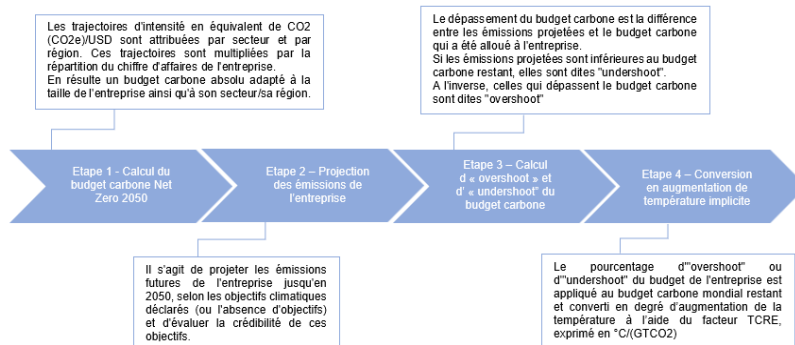 Les trajectoires d'intensité en équivalent de CO2
(CO2e)/USD sont attribuées par secteur et par
région. Ces trajectoires sont multipliées par la
répartition du chiffre d'affaires de l'entreprise.
En résulte un budget carbone absolu adapté à la
taille de l'entreprise ainsi qu'à son secteur/sa région.
Le dépassement du budget carbone est la différence
entre les émissions projetées et le budget carbone
qui a été alloué à l'entreprise.
Si les émissions projetées sont inférieures au budget
carbone restant, elles sont dites "undershoot".
A l'inverse, celles qui dépassent le budget carbone
sont dites "overshoot"
Etape 1 - Calcul du
budget carbone Net
Zero 2050
Etape 2 – Projection
des émissions de
l'entreprise
Etape 3 – Calcul
d « overshoot » et
d' « undershoot" du
budget carbone
Etape 4 – Conversion
en augmentation de
température implicite
Il s'agit de projeter les émissions
futures de l'entreprise jusqu'en
2050, selon les objectifs climatiques
déclarés (ou l'absence d'objectifs)
et d'évaluer la crédibilité de ces
objectifs.
Le pourcentage d'"overshoot" ou
d'"undershoot" du budget de l'entreprise est
appliqué au budget carbone mondial restant
et converti en degré d'augmentation de la
température à l'aide du facteur TCRE,
exprimé en °C/(GTCO2)